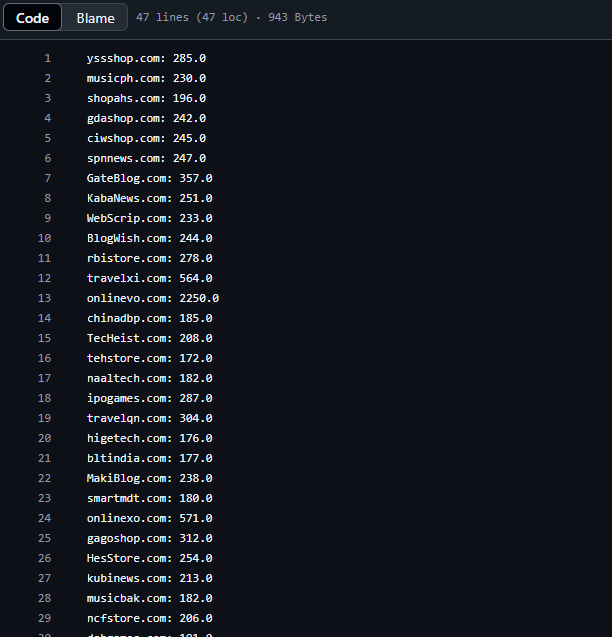 Code Blame 47 lines (47 loc) · 943 Bytes
1 yssshop.com: 285.0
2 musicph.com: 230.0
3 shopahs.com: 196.0
4 gdashop.com: 242.0
5 ciwshop.com: 245.0
6 spnnews.com: 247.0
7 GateBlog.com: 357.0
8 KabaNews.com: 251.0
9 WebScrip.com: 233.0
10 BlogWish.com: 244.0
11 rbistore.com: 278.0
12 travelxi.com: 564.0
13 onlinevo.com: 2250.0
14 chinadbp.com: 185.0
15 TecHeist.com: 208.0
16 tehstore.com: 172.0
17 naaltech.com: 182.0
18 ipogames.com: 287.0
19 travelqn.com: 304.0
20 higetech.com: 176.0
21 bltindia.com: 177.0
22 MakiBlog.com: 238.0
23 smartmdt.com: 180.0
24 onlinexo.com: 571.0
25 gagoshop.com: 312.0
26 HesStore.com: 254.0
27 kubinews.com: 213.0
28 musicbak.com: 182.0
29 ncfstore.com: 206.0